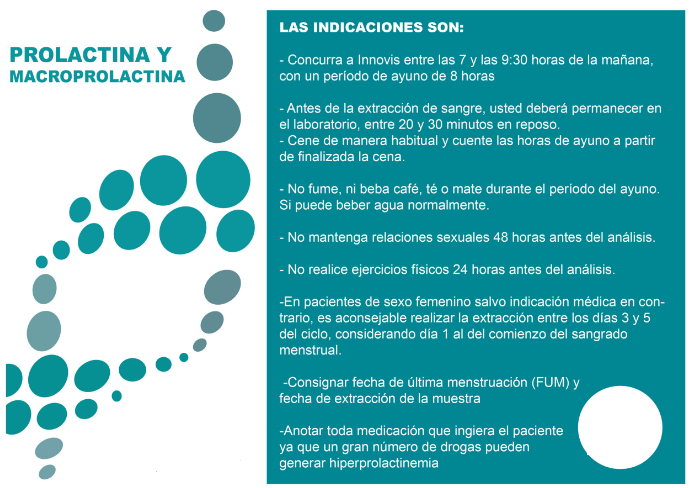 PROLACTINA Y
MACROPROLACTINA
LAS INDICACIONES SON:
- Concurra a Innovis entre las 7 y las 9:30 horas de la mañana,
con un período de ayuno de 8 horas
- Antes de la extracción de sangre, usted deberá permanecer en
el laboratorio, entre 20 y 30 minutos en reposo.
- Cene de manera habitual y cuente las horas de ayuno a partir
de finalizada la cena.
- No fume, ni beba café, té o mate durante el período del ayuno.
Si puede beber agua normalmente.
- No mantenga relaciones sexuales 48 horas antes del análisis.
- No realice ejercicios físicos 24 horas antes del análisis.
-En pacientes de sexo femenino salvo indicación médica en con-
trario, es aconsejable realizar la extracción entre los días 3 y 5
del ciclo, considerando día 1 al del comienzo del sangrado
menstrual.
-Consignar fecha de última menstruación (FUM) y
fecha de extracción de la muestra
-Anotar toda medicación que ingiera el paciente
ya que un gran número de drogas pueden
generar hiperprolactinemia